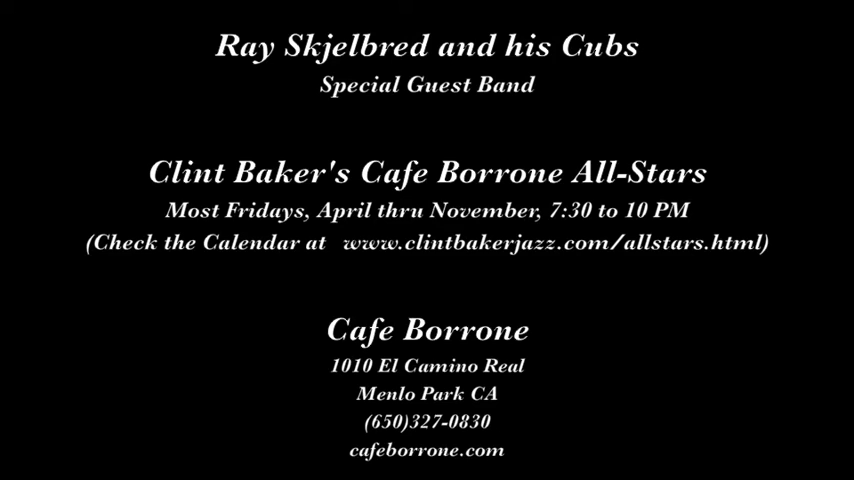 Ray Skjelbred and his Cubs
Special Guest Band
Clint Baker's Cafe Borrone All-Stars
Most Fridays, April thru November, 7:30 to 10 PM
(Check the Calendar at www.clintbakerjazz.com/allstars.html)
Cafe Borrone
1010 El Camino Real
Menlo Park CA
(650)327-0830
cafeborrone.com